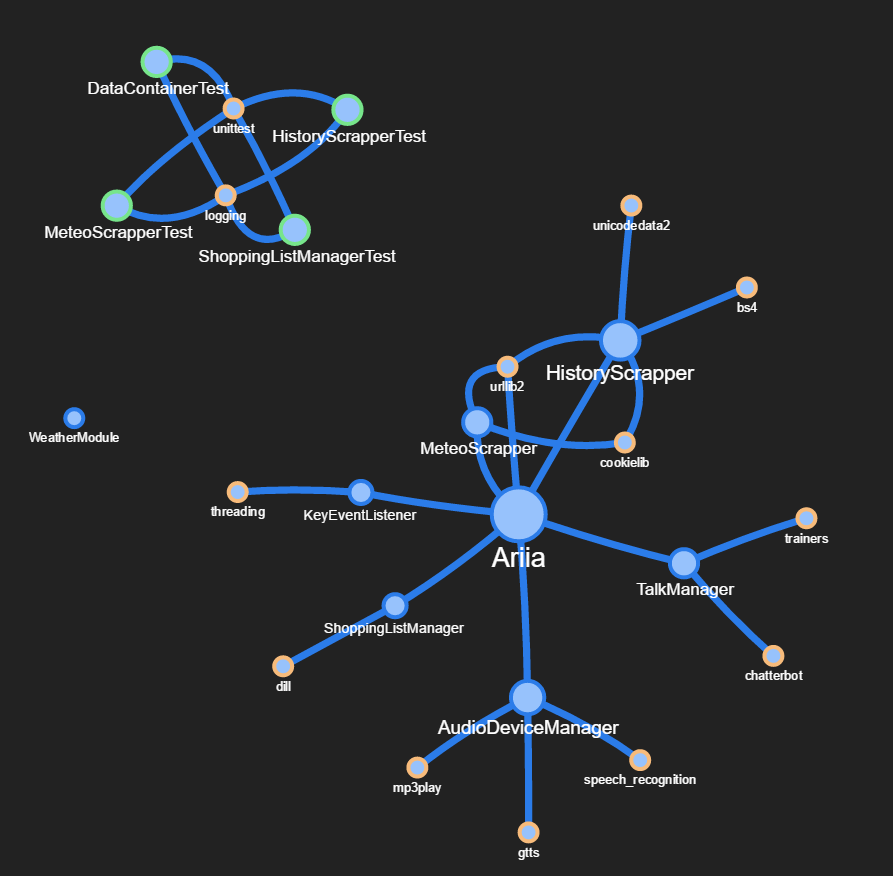 DataContainerTest
unittest
HistoryScrapperTest
logging
MeteoScrapperTest
ShoppingListManagerTest
unicodedata2
bs4
HistoryScrapper
urllib2
WeatherModule
MeteoScrapper
cookielib
threading
KeyEventListener
trainers
Ariia
TalkManager
ShoppingListManager
chatterbot
dill
AudioDeviceManager
speech_recognition
mp3play
gtts